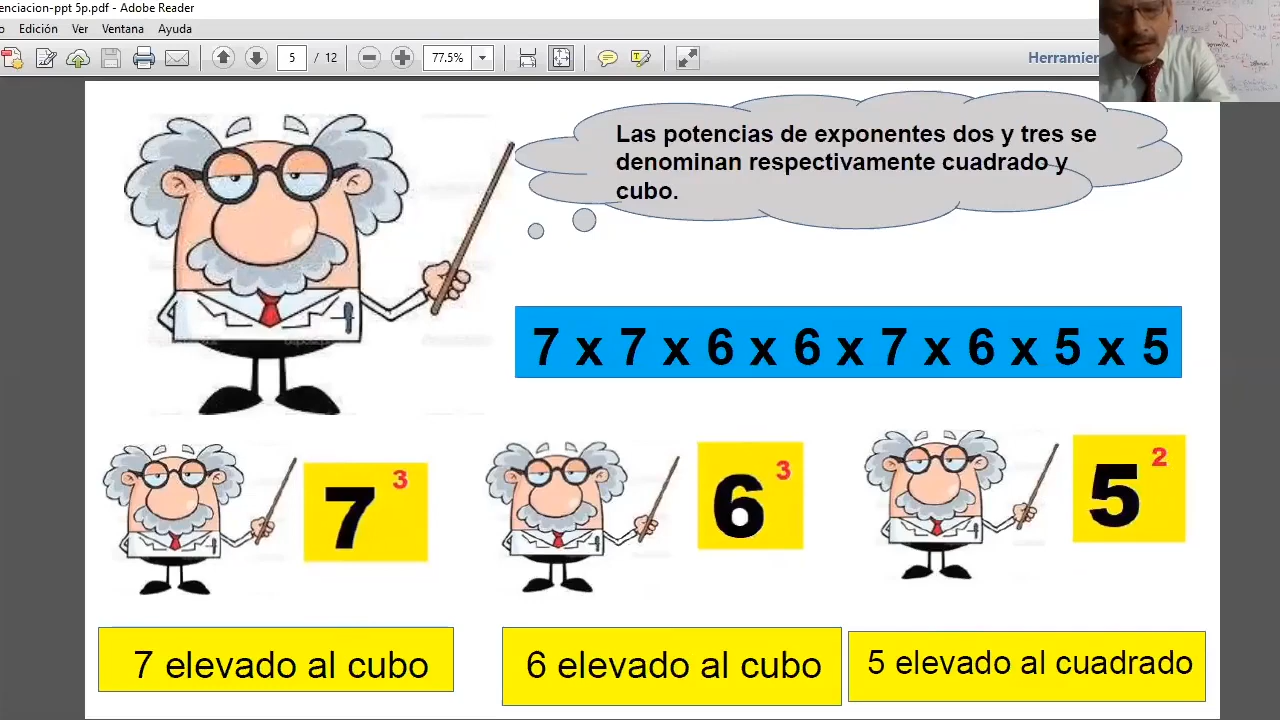 enciacion-ppt 5p.pdf - Adobe Reader
o Edición Ver Ventana Ayuda
5 / 12 77.5% Herramien
Las potencias de exponentes dos y tres se
denominan respectivamente cuadrado y
cubo.
7 x 7 x 6 x 6 x 7 x 6 x 5 x 5
7 3
6 3
5 2
7 elevado al cubo
6 elevado al cubo
5 elevado al cuadrado